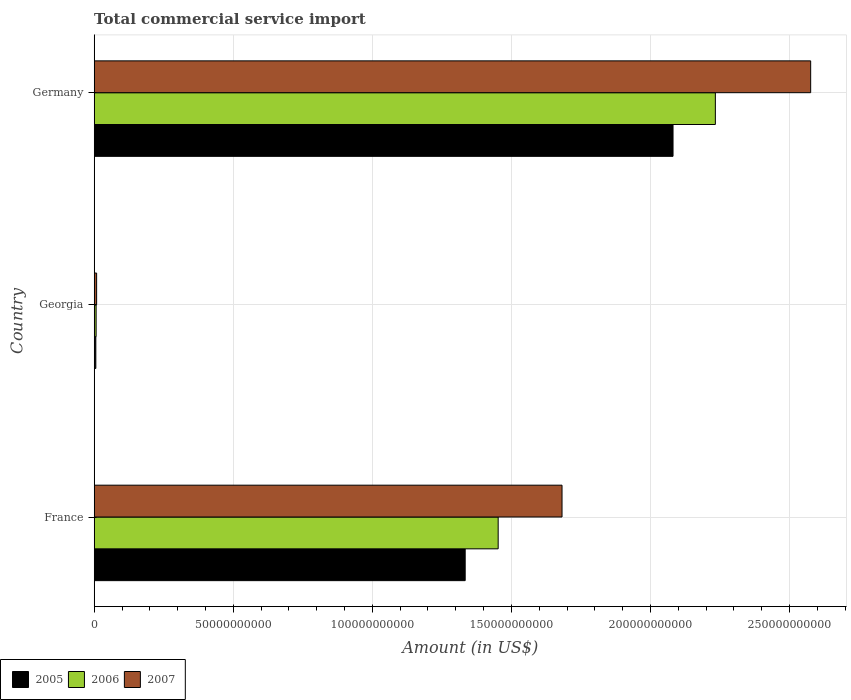 Total commercial service import
Germany
Georgia
France
Country
0
50000000000
100000000000
150000000000
200000000000
250000000000
Amount (in US$)
2005
2006
2007